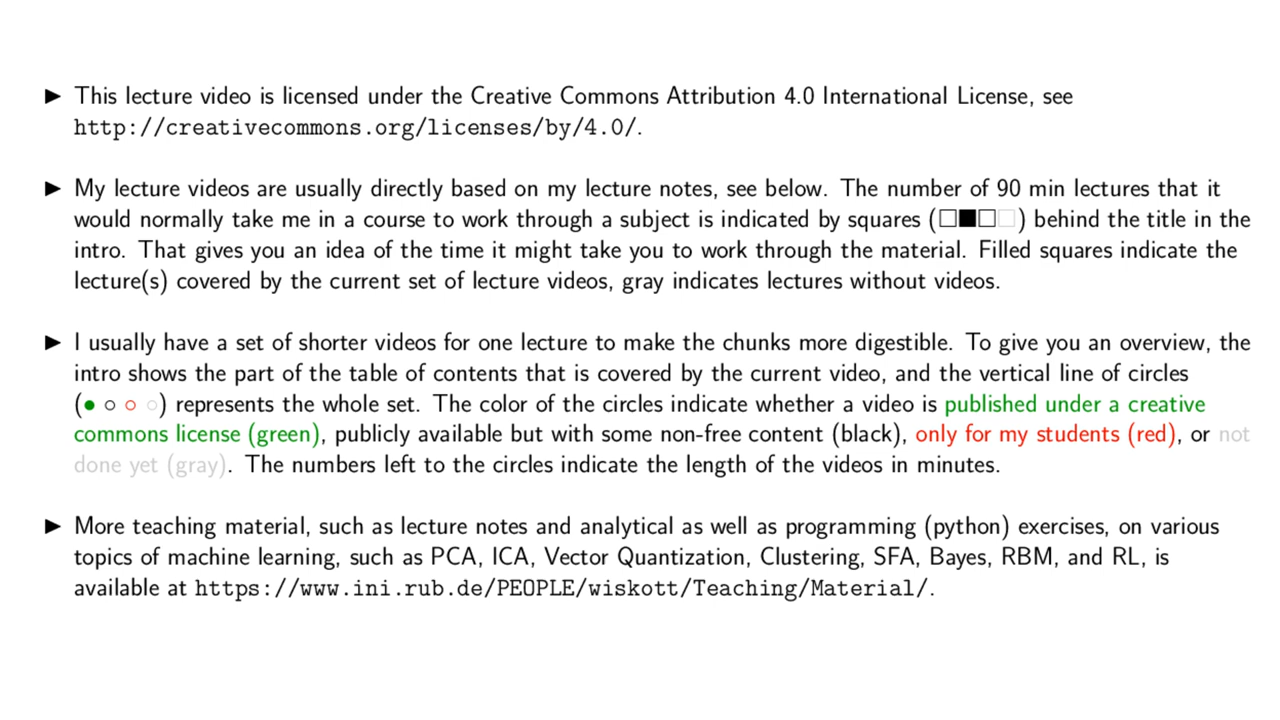 ▶ This lecture video is licensed under the Creative Commons Attribution 4.0 International License, see
http://creativecommons.org/licenses/by/4.0/.
▶ My lecture videos are usually directly based on my lecture notes, see below. The number of 90 min lectures that it
would normally take me in a course to work through a subject is indicated by squares (□■□□) behind the title in the
intro. That gives you an idea of the time it might take you to work through the material. Filled squares indicate the
lecture(s) covered by the current set of lecture videos, gray indicates lectures without videos.
▶ I usually have a set of shorter videos for one lecture to make the chunks more digestible. To give you an overview, the
intro shows the part of the table of contents that is covered by the current video, and the vertical line of circles
(● ○ ○ ○) represents the whole set. The color of the circles indicate whether a video is published under a creative
commons license (green), publicly available but with some non-free content (black), only for my students (red), or not
done yet (gray). The numbers left to the circles indicate the length of the videos in minutes.
▶ More teaching material, such as lecture notes and analytical as well as programming (python) exercises, on various
topics of machine learning, such as PCA, ICA, Vector Quantization, Clustering, SFA, Bayes, RBM, and RL, is
available at https://www.ini.rub.de/PEOPLE/wiskott/Teaching/Material/.